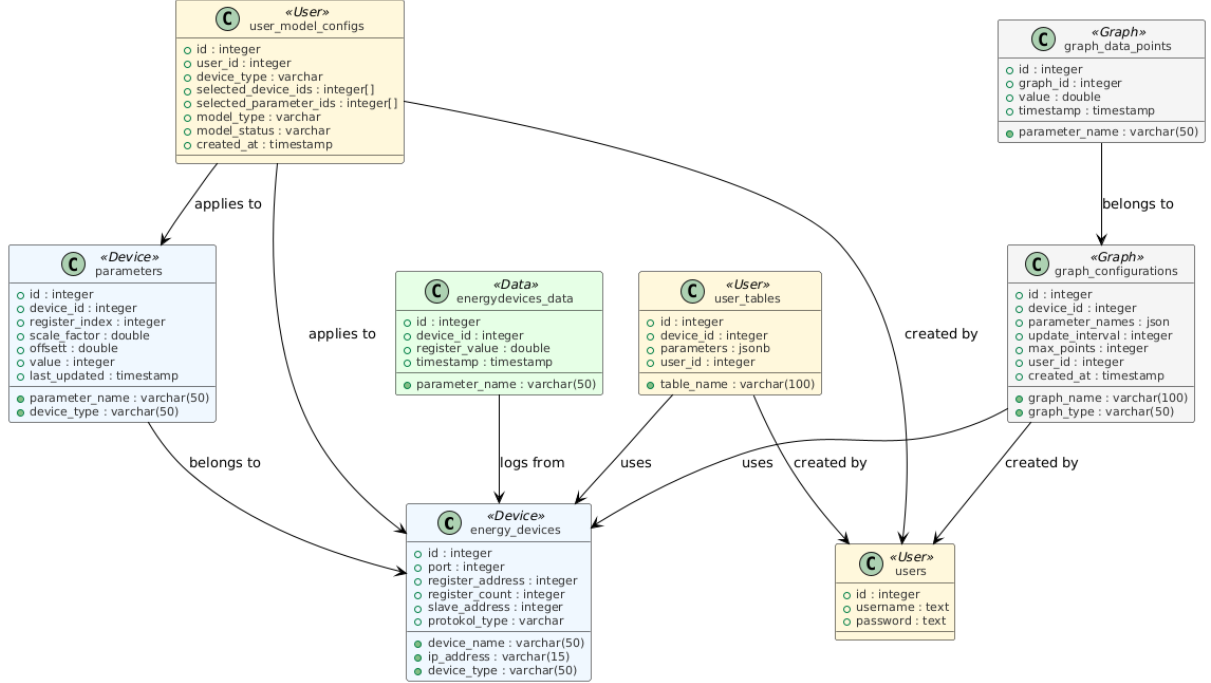 C
«User»
user_model_configs
id : integer
user_id : integer
device_type : varchar
selected_device_ids : integer[]
selected_parameter_ids : integer[]
model_type : varchar
model_status : varchar
created_at : timestamp
C
«Graph»
graph_data_points
id : integer
graph_id : integer
value : double
timestamp : timestamp
parameter_name : varchar(50)
applies to
belongs to
C
«Device»
parameters
id : integer
device_id : integer
register_index : integer
scale_factor : double
offsett : double
value : integer
last_updated : timestamp
parameter_name : varchar(50)
device_type : varchar(50)
applies to
C
«Data»
energydevices_data
id : integer
device_id : integer
register_value : double
timestamp : timestamp
parameter_name : varchar(50)
C
«User»
user_tables
id : integer
device_id : integer
parameters : jsonb
user_id : integer
table_name : varchar(100)
created by
C
«Graph»
graph_configurations
id : integer
device_id : integer
parameter_names : json
update_interval : integer
max_points : integer
user_id : integer
created_at : timestamp
graph_name : varchar(100)
graph_type : varchar(50)
belongs to
logs from
uses
uses
created by
created by
C
«Device»
energy_devices
id : integer
port : integer
register_address : integer
register_count : integer
slave_address : integer
protokol_type : varchar
device_name : varchar(50)
ip_address : varchar(15)
device_type : varchar(50)
C
«User»
users
id : integer
username : text
password : text